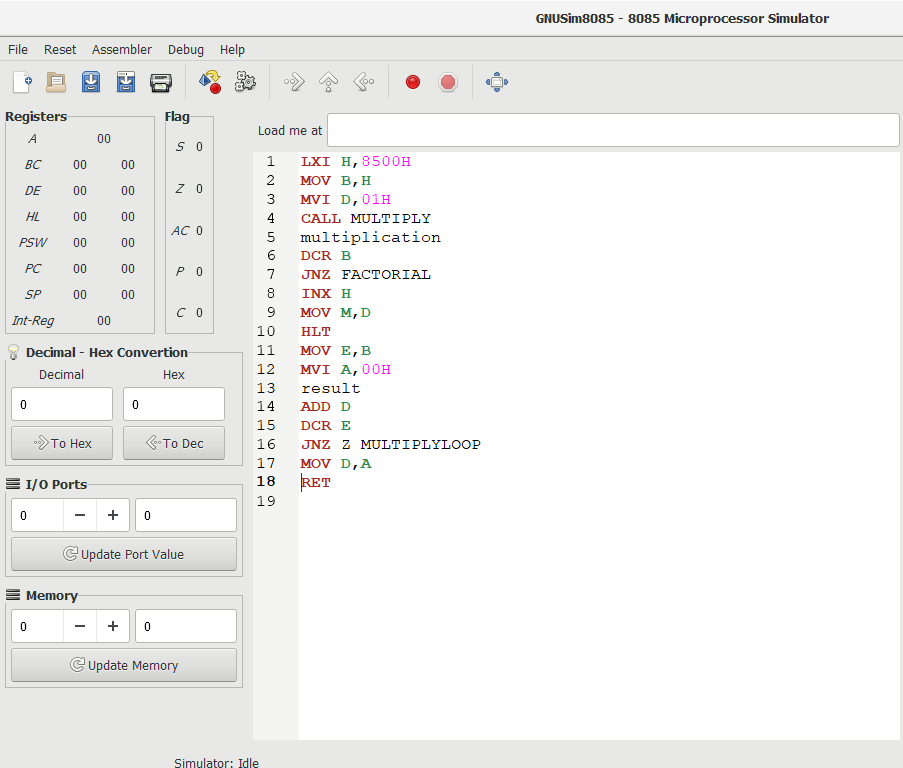 GNUSim8085 - 8085 Microprocessor Simulator
File Reset Assembler Debug Help
Registers
A 00
BC 00 00
DE 00 00
HL 00 00
PSW 00 00
PC 00 00
SP 00 00
Int-Reg 00
Flag
S 0
Z 0
AC 0
P 0
C 0
Decimal - Hex Convertion
Decimal Hex
0 0
To Hex To Dec
I/O Ports
0 − + 0
Update Port Value
Memory
0 − + 0
Update Memory
Load me at
1 LXI H,8500H
2 MOV B,H
3 MVI D,01H
4 CALL MULTIPLY
5 multiplication
6 DCR B
7 JNZ FACTORIAL
8 INX H
9 MOV M,D
10 HLT
11 MOV E,B
12 MVI A,00H
13 result
14 ADD D
15 DCR E
16 JNZ Z MULTIPLYLOOP
17 MOV D,A
18 RET
19
Simulator: Idle